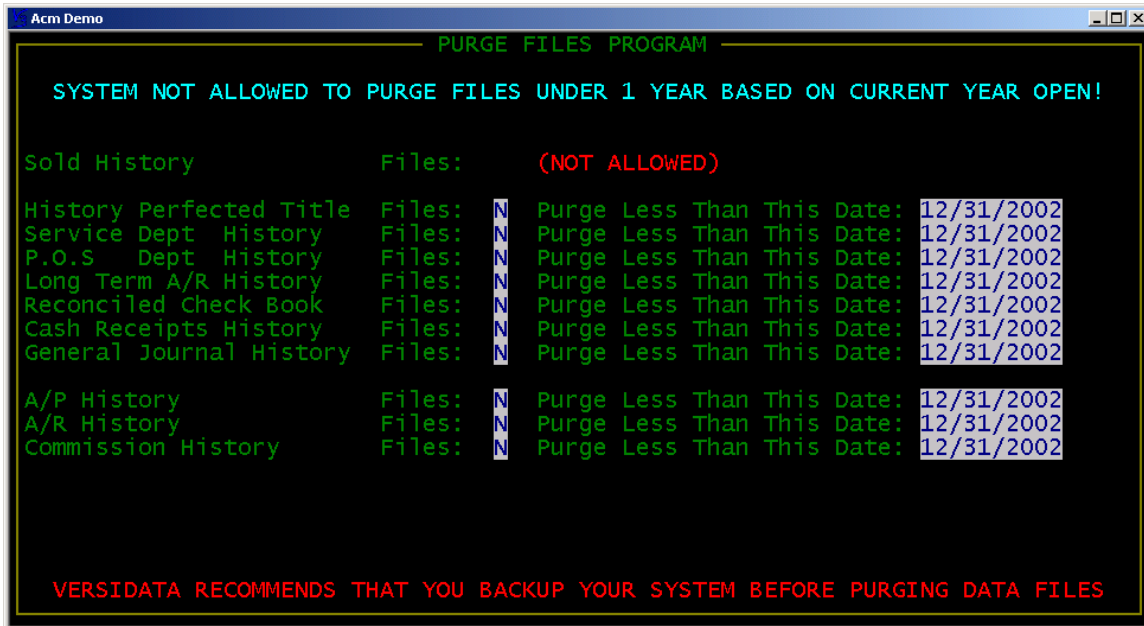 Acm Demo
PURGE FILES PROGRAM
SYSTEM NOT ALLOWED TO PURGE FILES UNDER 1 YEAR BASED ON CURRENT YEAR OPEN!
Sold History Files: (NOT ALLOWED)
History Perfected Title Files: N Purge Less Than This Date: 12/31/2002
Service Dept History Files: N Purge Less Than This Date: 12/31/2002
P.O.S Dept History Files: N Purge Less Than This Date: 12/31/2002
Long Term A/R History Files: N Purge Less Than This Date: 12/31/2002
Reconciled Check Book Files: N Purge Less Than This Date: 12/31/2002
Cash Receipts History Files: N Purge Less Than This Date: 12/31/2002
General Journal History Files: N Purge Less Than This Date: 12/31/2002
A/P History Files: N Purge Less Than This Date: 12/31/2002
A/R History Files: N Purge Less Than This Date: 12/31/2002
Commission History Files: N Purge Less Than This Date: 12/31/2002
VERSIDATA RECOMMENDS THAT YOU BACKUP YOUR SYSTEM BEFORE PURGING DATA FILES